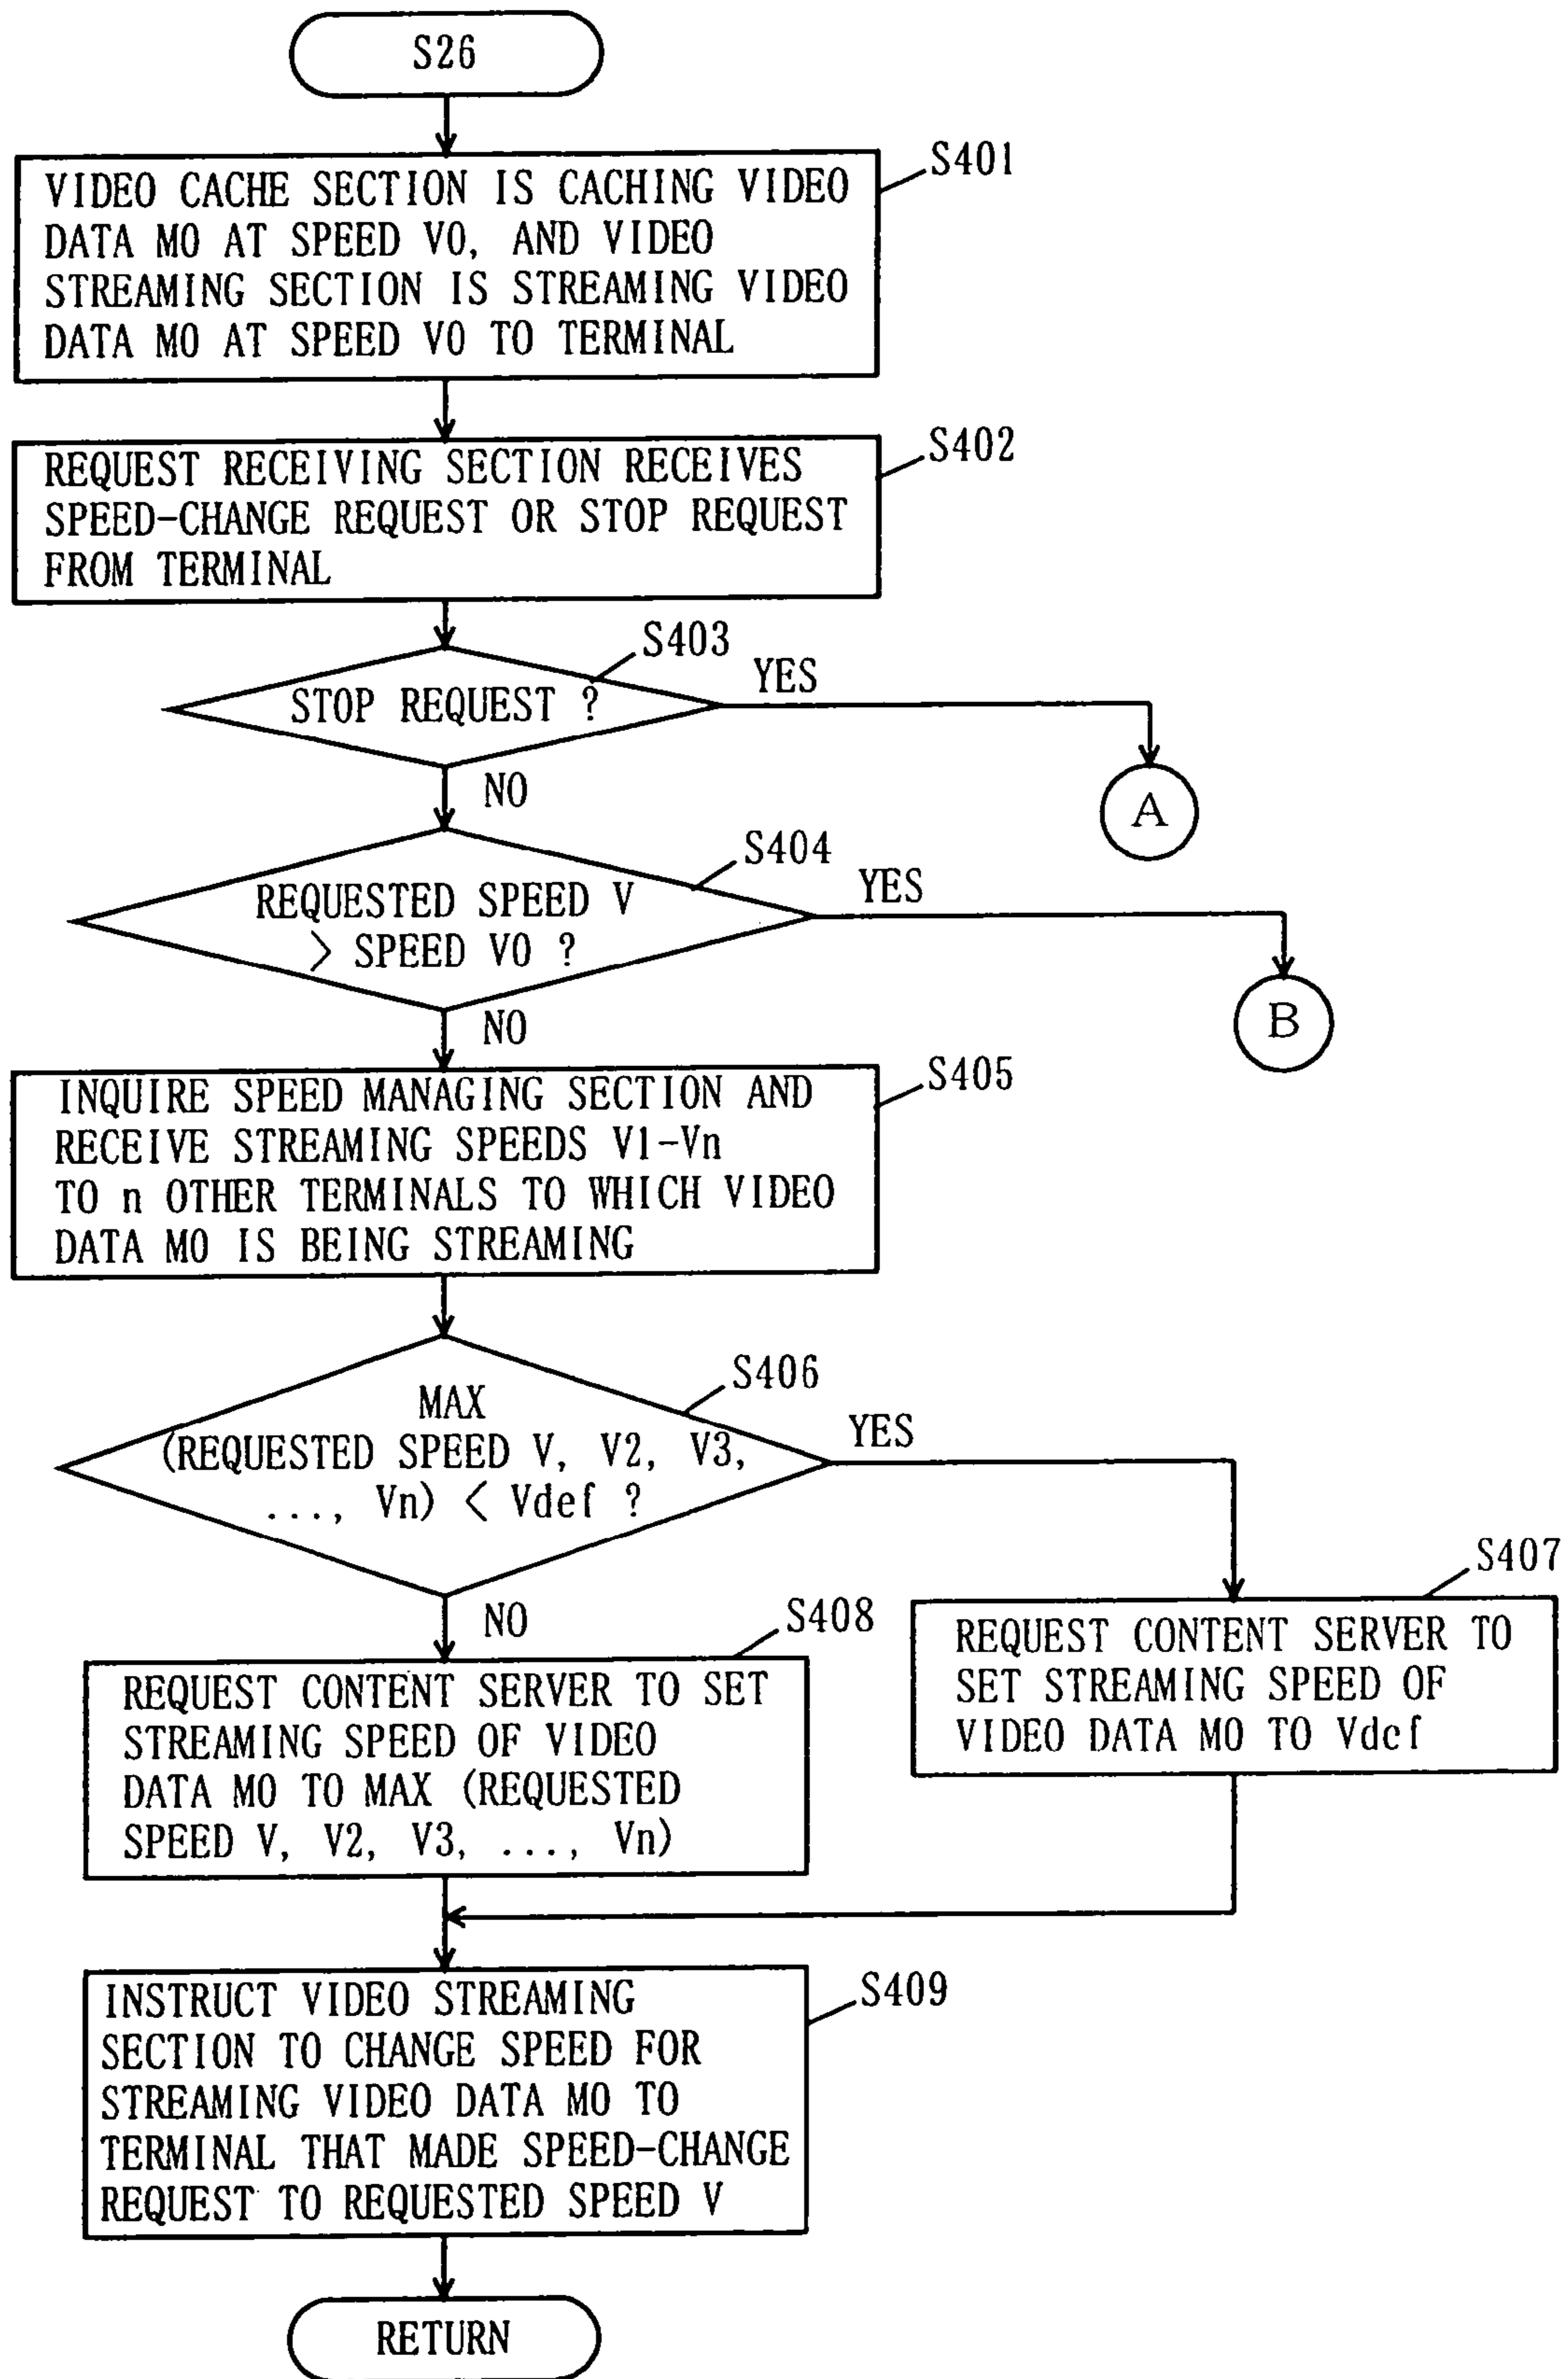 S26
S401
VIDEO CACHE SECTION IS CACHING VIDEO
DATA M0 AT SPEED V0, AND VIDEO
STREAMING SECTION IS STREAMING VIDEO
DATA M0 AT SPEED V0 TO TERMINAL
S402
REQUEST RECEIVING SECTION RECEIVES
SPEED-CHANGE REQUEST OR STOP REQUEST
FROM TERMINAL
S403
STOP REQUEST ?
YES
NO
A
S404
REQUESTED SPEED V
> SPEED V0 ?
YES
NO
B
S405
INQUIRE SPEED MANAGING SECTION AND
RECEIVE STREAMING SPEEDS V1-Vn
TO n OTHER TERMINALS TO WHICH VIDEO
DATA M0 IS BEING STREAMING
S406
MAX
(REQUESTED SPEED V, V2, V3,
..., Vn) < Vdef ?
YES
NO
S407
REQUEST CONTENT SERVER TO
SET STREAMING SPEED OF
VIDEO DATA M0 TO Vdef
S408
REQUEST CONTENT SERVER TO SET
STREAMING SPEED OF VIDEO
DATA M0 TO MAX (REQUESTED
SPEED V, V2, V3, ..., Vn)
S409
INSTRUCT VIDEO STREAMING
SECTION TO CHANGE SPEED FOR
STREAMING VIDEO DATA M0 TO
TERMINAL THAT MADE SPEED-CHANGE
REQUEST TO REQUESTED SPEED V
RETURN